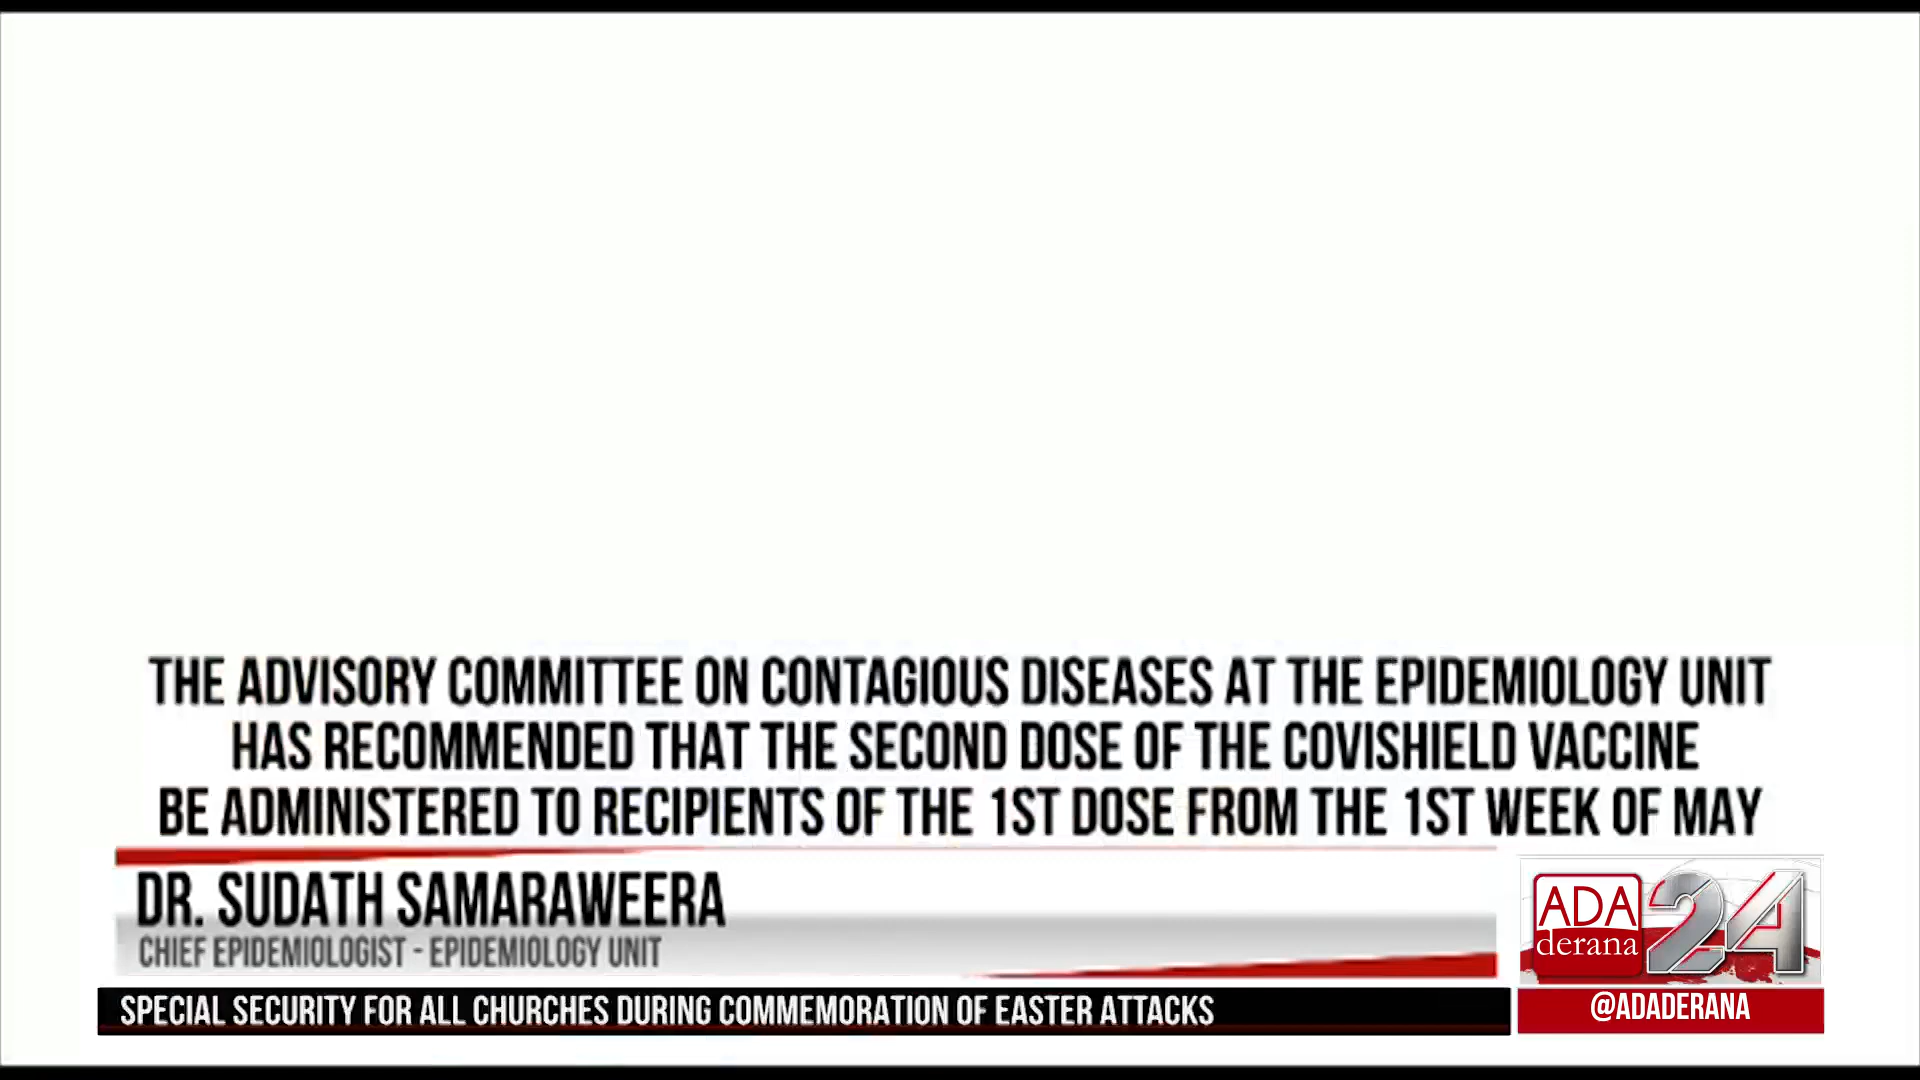 THE ADVISORY COMMITTEE ON CONTAGIOUS DISEASES AT THE EPIDEMIOLOGY UNIT
HAS RECOMMENDED THAT THE SECOND DOSE OF THE COVISHIELD VACCINE
BE ADMINISTERED TO RECIPIENTS OF THE 1ST DOSE FROM THE 1ST WEEK OF MAY
DR. SUDATH SAMARAWEERA
CHIEF EPIDEMIOLOGIST - EPIDEMIOLOGY UNIT
SPECIAL SECURITY FOR ALL CHURCHES DURING COMMEMORATION OF EASTER ATTACKS
ADA
derana
24
@ADADERANA